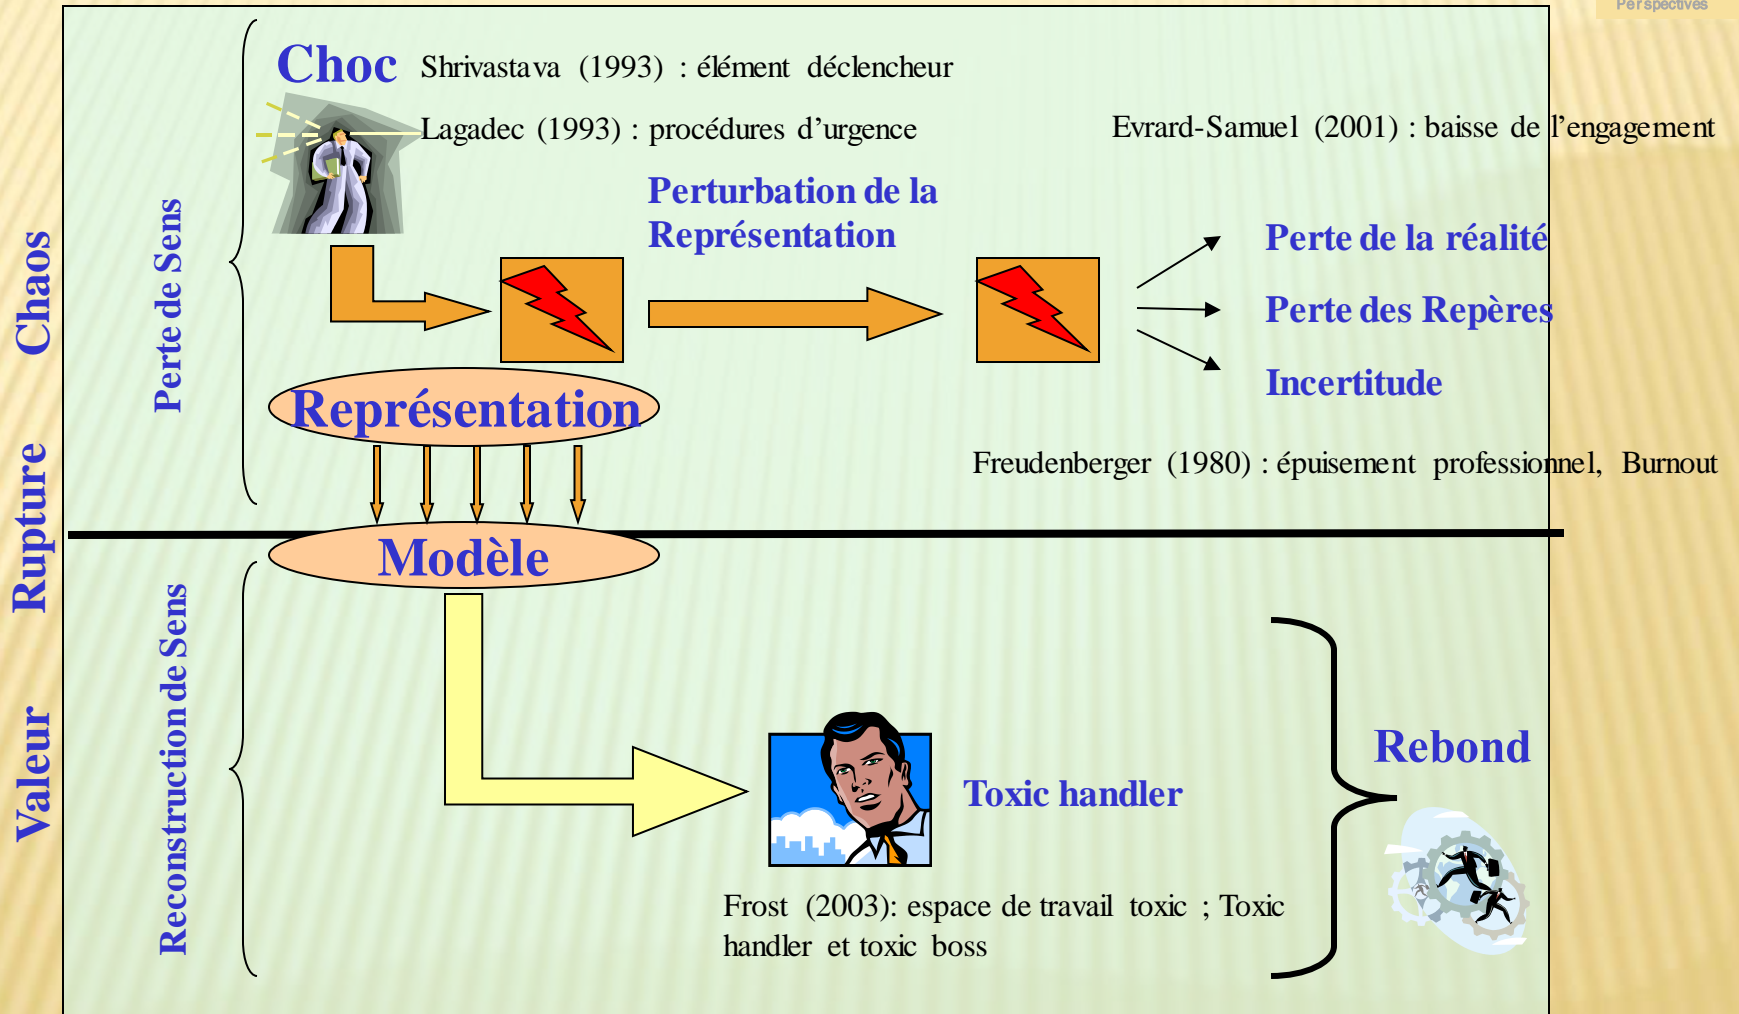 Perspectives
Choc
Shrivastava (1993) : élément déclencheur
Lagadec (1993) : procédures d'urgence
Evrard-Samuel (2001) : baisse de l'engagement
Perturbation de la
Représentation
Perte de la réalité
Perte des Repères
Incertitude
Chaos
Perte de Sens
Représentation
Freudenberger (1980) : épuisement professionnel, Burnout
Rupture
Modèle
Reconstruction de Sens
Valeur
Toxic handler
Rebond
Frost (2003): espace de travail toxic ; Toxic
handler et toxic boss